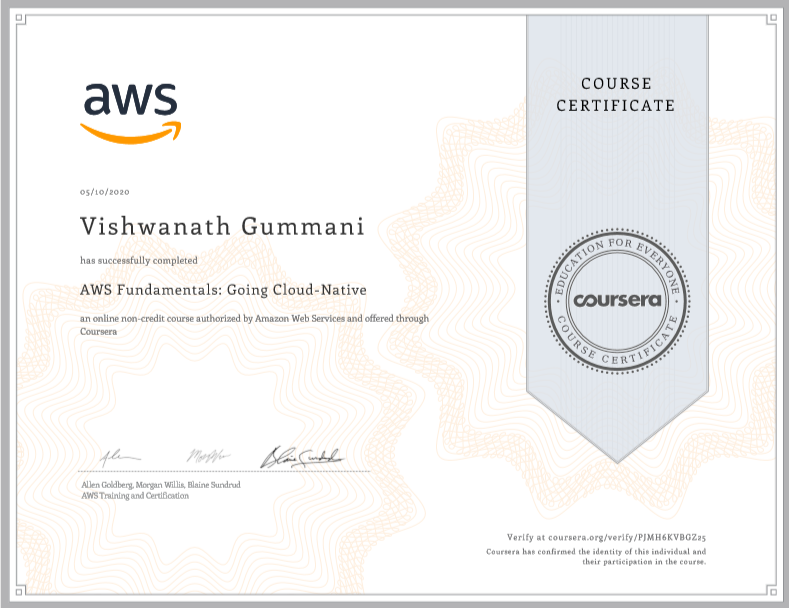 aws
COURSE
CERTIFICATE
05/10/2020
Vishwanath Gummani
has successfully completed
AWS Fundamentals: Going Cloud-Native
an online non-credit course authorized by Amazon Web Services and offered through
Coursera
EDUCATION FOR EVERYONE
coursera
COURSE CERTIFICATE
Allen Goldberg, Morgan Willis, Blaine Sundrud
AWS Training and Certification
Verify at coursera.org/verify/PJMH6KVBGZ25
Coursera has confirmed the identity of this individual and
their participation in the course.